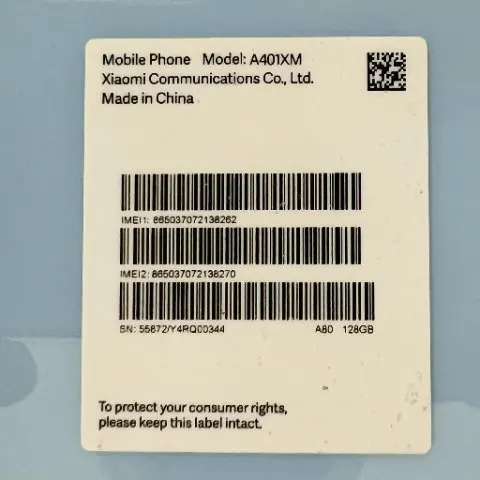 Mobile Phone Model: A401XM
Xiaomi Communications Co., Ltd.
Made in China
IMEI1: 865037072138262
IMEI2: 865037072138270
SN: 55872/Y4RQ00344 A80 128GB
To protect your consumer rights,
please keep this label intact.